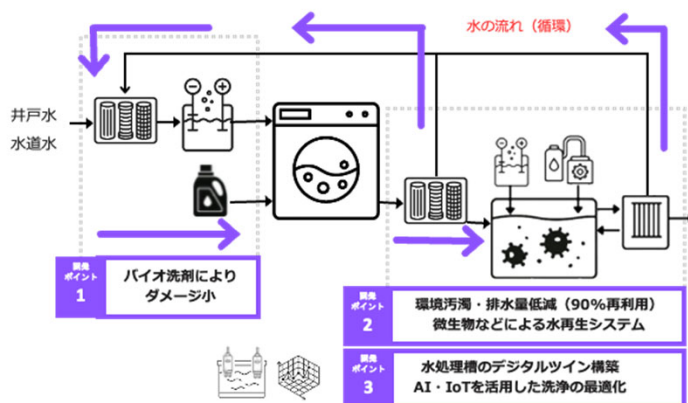 水の流れ（循環）
井戸水
水道水
開発
ポイント
1
バイオ洗剤により
ダメージ小
開発
ポイント
2
環境汚濁・排水量低減（90%再利用）
微生物などによる水再生システム
開発
ポイント
3
水処理槽のデジタルツイン構築
AI・IoTを活用した洗浄の最適化